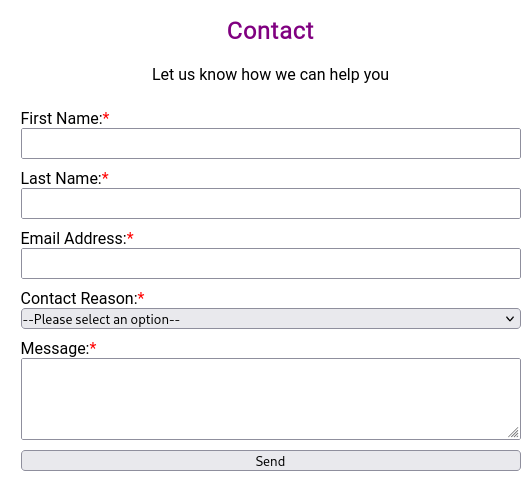 Contact
Let us know how we can help you
First Name:*
Last Name:*
Email Address:*
Contact Reason:*
--Please select an option--
Message:*
Send